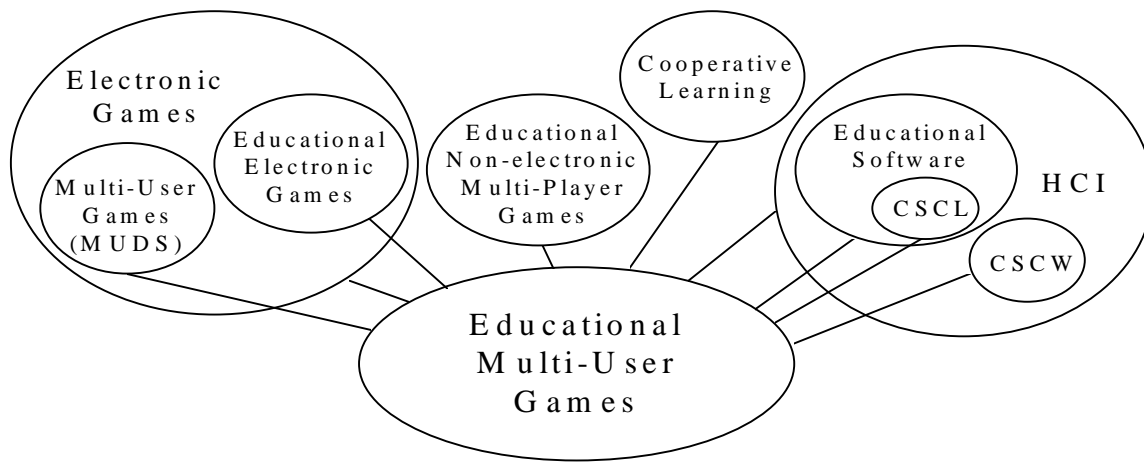 Electronic
Games
Multi-User
Games
(MUDS)
Educational
Electronic
Games
Educational
Non-electronic
Multi-Player
Games
Cooperative
Learning
Educational
Software
CSCL
HCI
CSCW
Educational
Multi-User
Games